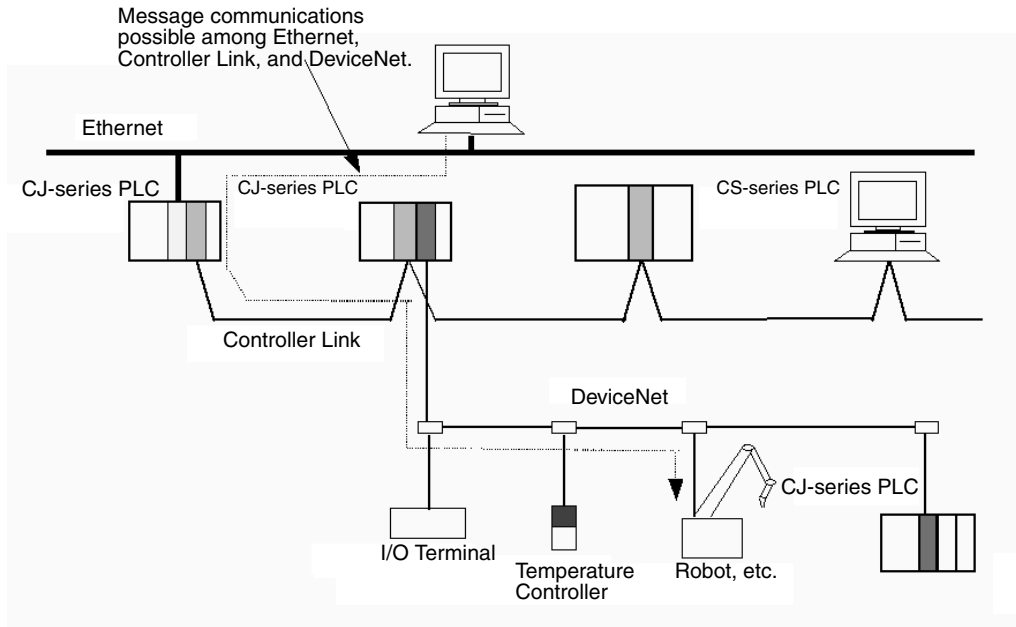 Message communications
possible among Ethernet,
Controller Link, and DeviceNet.
Ethernet
CJ-series PLC
CJ-series PLC
CS-series PLC
Controller Link
DeviceNet
CJ-series PLC
I/O Terminal
Temperature
Controller
Robot, etc.